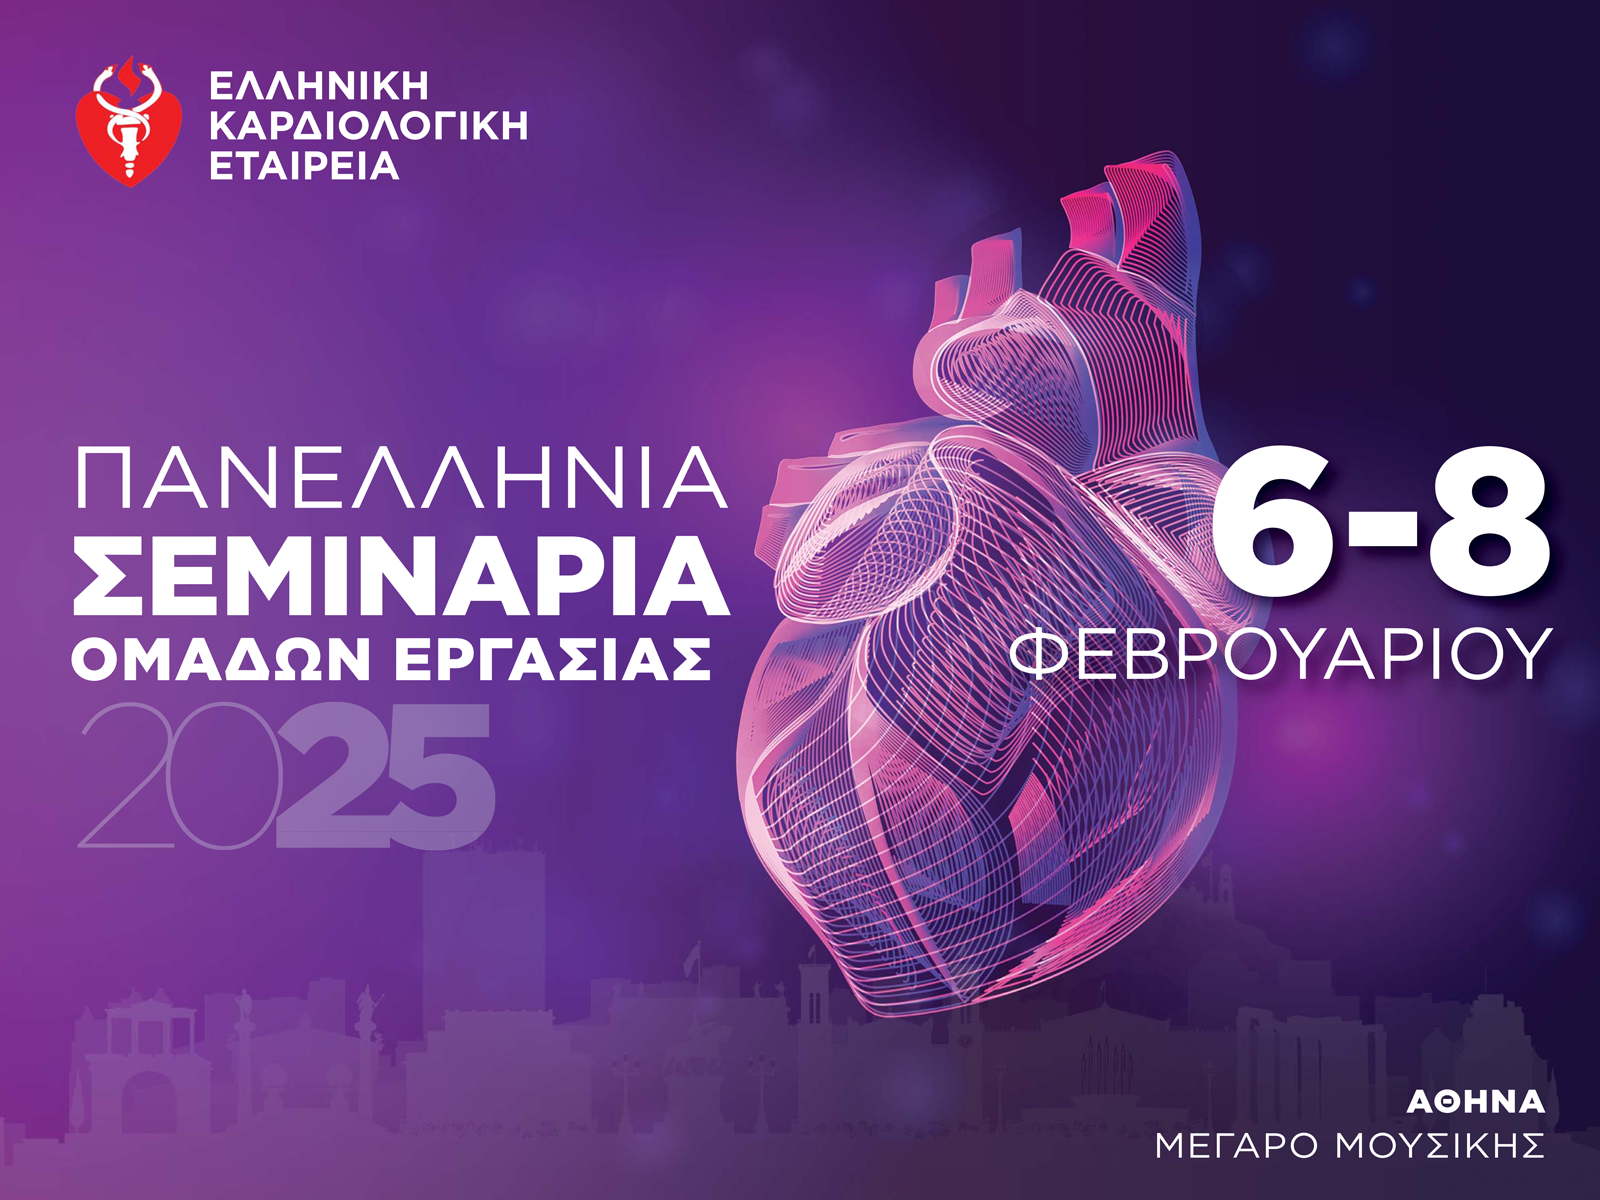 ΕΛΛΗΝΙΚΗ
ΚΑΡΔΙΟΛΟΓΙΚΗ
ΕΤΑΙΡΕΙΑ
ΠΑΝΕΛΛΗΝΙΑ
ΣΕΜΙΝΑΡΙΑ
ΟΜΑΔΩΝ ΕΡΓΑΣΙΑΣ
2025
6-8
ΦΕΒΡΟΥΑΡΙΟΥ
ΑΘΗΝΑ
ΜΕΓΑΡΟ ΜΟΥΣΙΚΗΣ